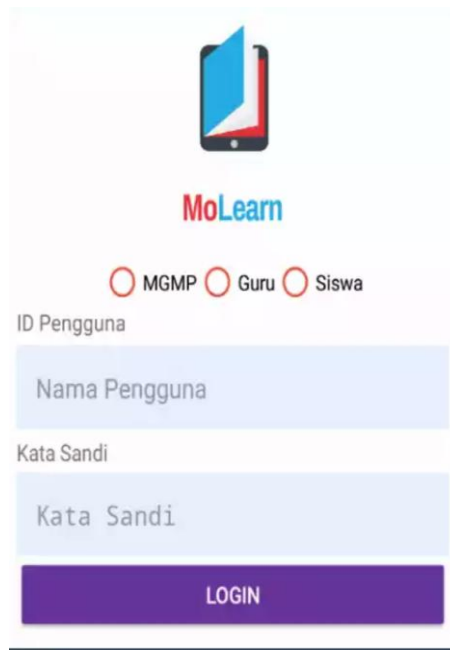 MoLearn
MGMP Guru Siswa
ID Pengguna
Nama Pengguna
Kata Sandi
Kata Sandi
LOGIN